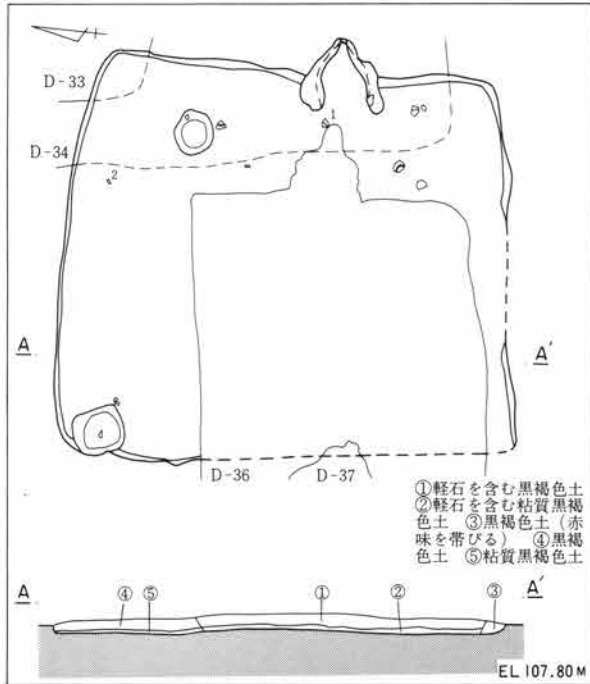 D-33
1
D-34
2
A
A′
D-36
D-37
①軽石を含む黒褐色土
②軽石を含む粘質黒褐
色土 ③黒褐色土(赤
味を帯びる) ④黒褐
色土 ⑤粘質黒褐色土
A
④
⑤
①
②
A′
③
EL 107.80M